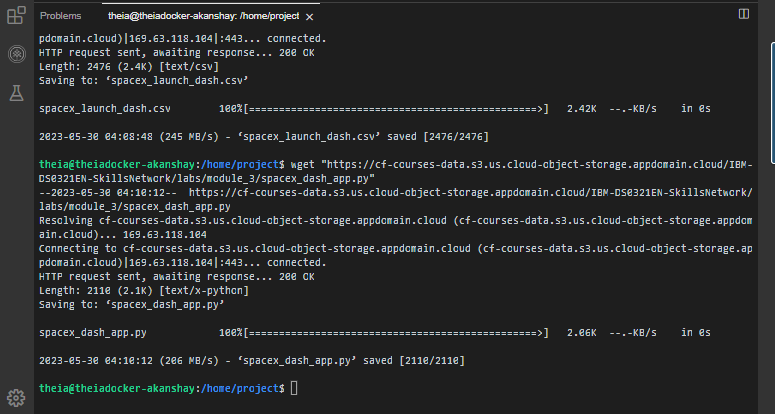 Problems theia@theiadocker-akanshay: /home/project ×
pdomain.cloud)|169.63.118.104|:443... connected.
HTTP request sent, awaiting response... 200 OK
Length: 2476 (2.4K) [text/csv]
Saving to: ‘spacex_launch_dash.csv’
spacex_launch_dash.csv 100%[================================================>] 2.42K --.-KB/s in 0s
2023-05-30 04:08:48 (245 MB/s) - ‘spacex_launch_dash.csv’ saved [2476/2476]
theia@theiadocker-akanshay:/home/project$ wget "https://cf-courses-data.s3.us.cloud-object-storage.appdomain.cloud/IBM-
DS0321EN-SkillsNetwork/labs/module_3/spacex_dash_app.py"
--2023-05-30 04:10:12-- https://cf-courses-data.s3.us.cloud-object-storage.appdomain.cloud/IBM-DS0321EN-SkillsNetwork/
labs/module_3/spacex_dash_app.py
Resolving cf-courses-data.s3.us.cloud-object-storage.appdomain.cloud (cf-courses-data.s3.us.cloud-object-storage.appdom
ain.cloud)... 169.63.118.104
Connecting to cf-courses-data.s3.us.cloud-object-storage.appdomain.cloud (cf-courses-data.s3.us.cloud-object-storage.ap
pdomain.cloud)|169.63.118.104|:443... connected.
HTTP request sent, awaiting response... 200 OK
Length: 2110 (2.1K) [text/x-python]
Saving to: ‘spacex_dash_app.py’
spacex_dash_app.py 100%[================================================>] 2.06K --.-KB/s in 0s
2023-05-30 04:10:12 (206 MB/s) - ‘spacex_dash_app.py’ saved [2110/2110]
theia@theiadocker-akanshay:/home/project$